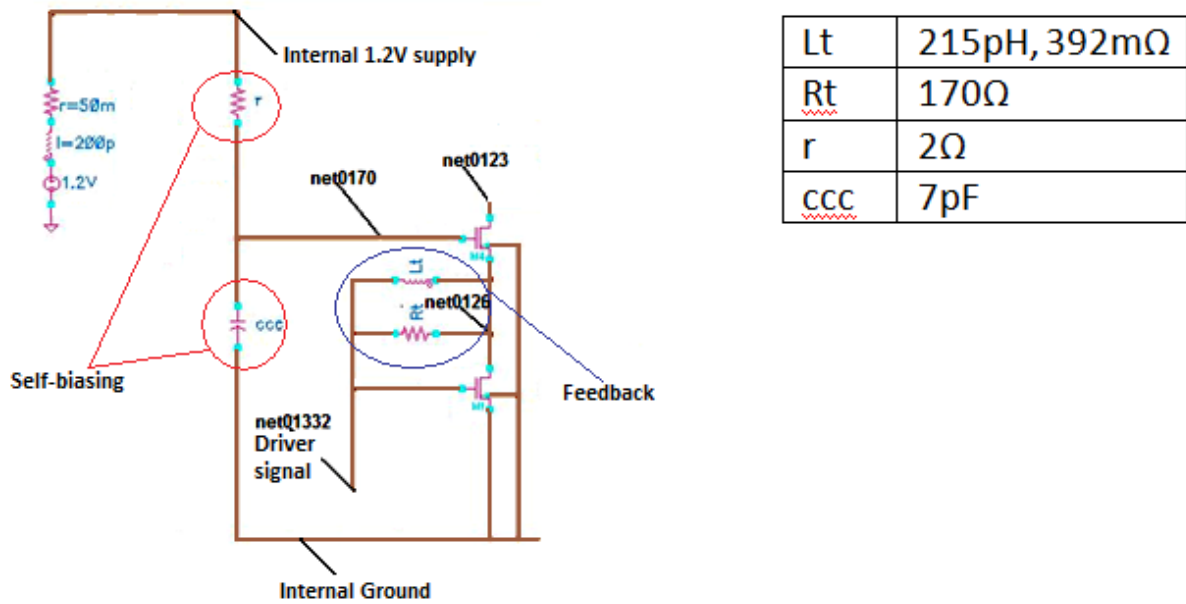 Internal 1.2V supply
r=50m
l=200p
1.2V
r
net0123
net0170
M4
Lt
net0126
Rt
ccc
Self-biasing
Feedback
net01332
Driver
signal
Internal Ground
Lt 215pH, 392mΩ
Rt 170Ω
r 2Ω
ccc 7pF